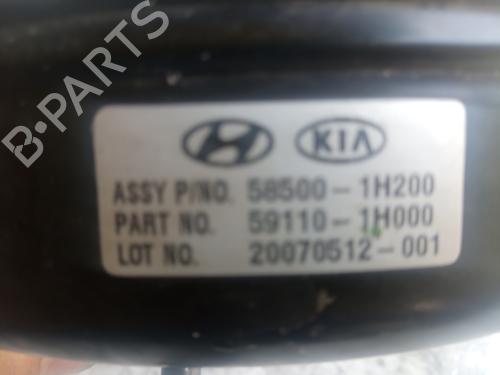 B-PARTS
KIA
ASSY P/NO. 58500-1H200
PART NO. 59110-1H000
LOT NO. 20070512-001